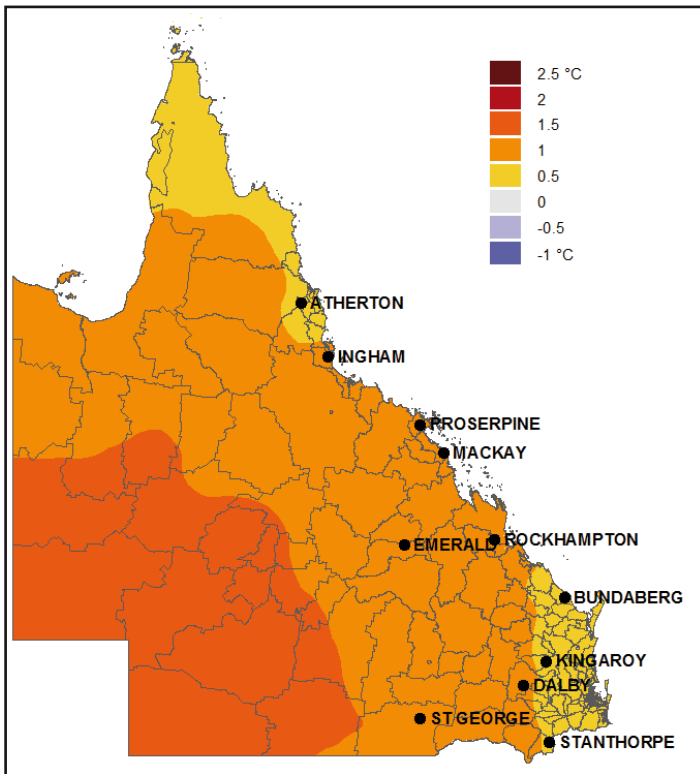 2.5 °C
2
1.5
1
0.5
0
-0.5
-1 °C
ATHERTON
INGHAM
PROSERPINE
MACKAY
ROCKHAMPTON
EMERALD
BUNDABERG
KINGAROY
DALBY
ST GEORGE
STANTHORPE